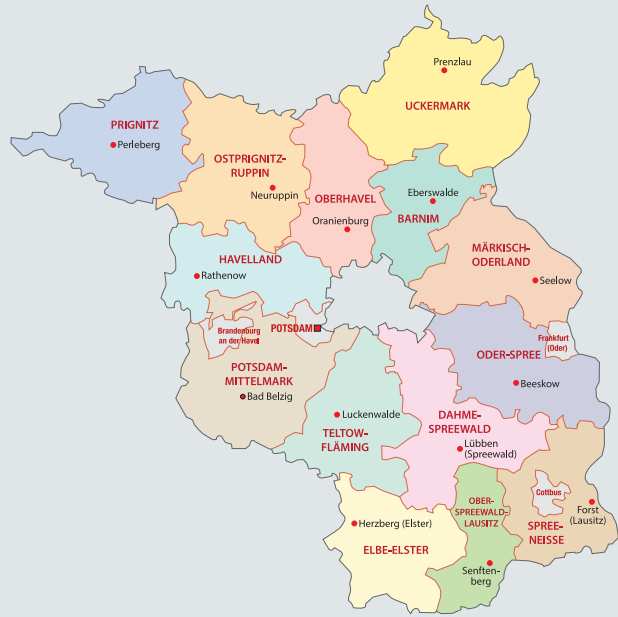 Prenzlau
UCKERMARK
PRIGNITZ
Perleberg
OSTPRIGNITZ-
RUPPIN
Neuruppin
OBERHAVEL
Oranienburg
Eberswalde
BARNIM
MÄRKISCH-
ODERLAND
Seelow
HAVELLAND
Rathenow
Brandenburg
an der Havel
POTSDAM
Frankfurt
(Oder)
ODER-SPREE
Beeskow
POTSDAM-
MITTELMARK
Bad Belzig
Luckenwalde
TELTOW-
FLÄMING
DAHME-
SPREEWALD
Lübben
(Spreewald)
OBER-
SPREEWALD-
LAUSITZ
Senften-
berg
Cottbus
Forst
(Lausitz)
SPREE-
NEISSE
Herzberg (Elster)
ELBE-ELSTER